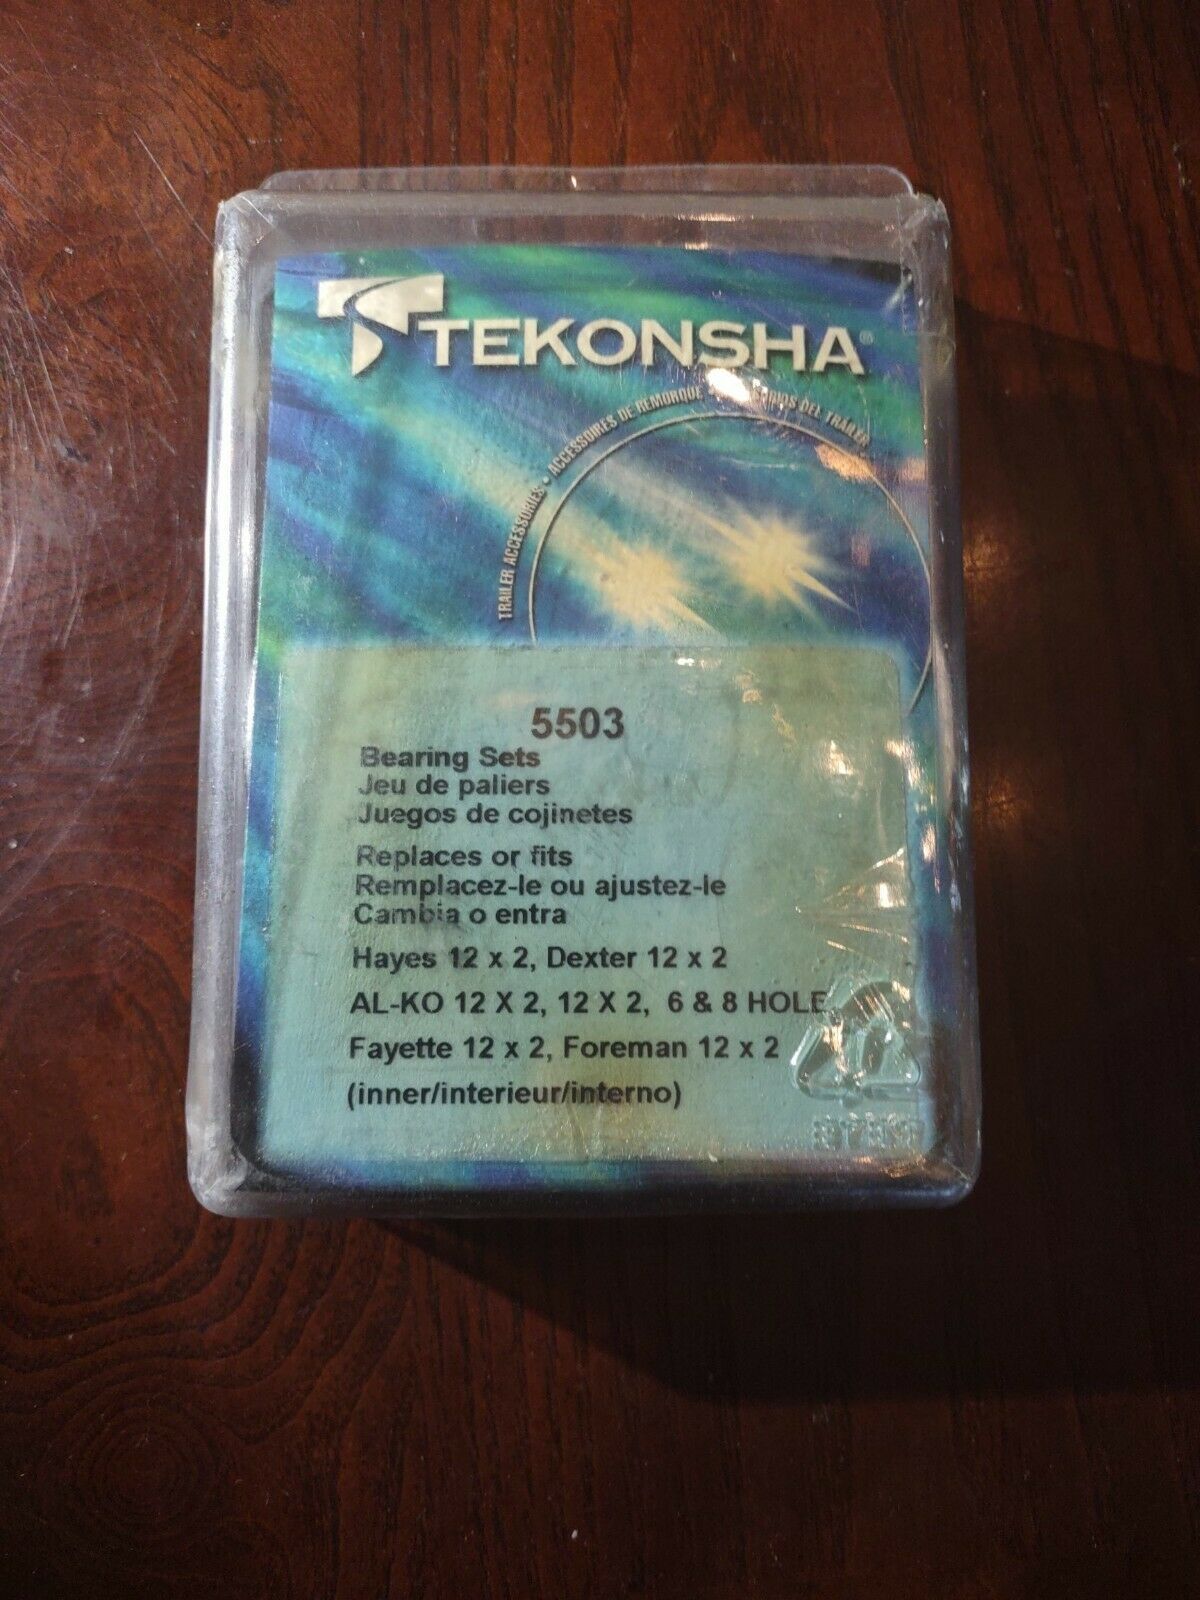 TEKONSHA®
TRAILER ACCESSORIES • ACCESSOIRES DE REMORQUE DEL TRÁILER
5503
Bearing Sets
Jeu de paliers
Juegos de cojinetes
Replaces or fits
Remplacez-le ou ajustez-le
Cambia o entra
Hayes 12 x 2, Dexter 12 x 2
AL-KO 12 X 2, 12 X 2, 6 & 8 HOLE
Fayette 12 x 2, Foreman 12 x 2
(inner/interieur/interno)